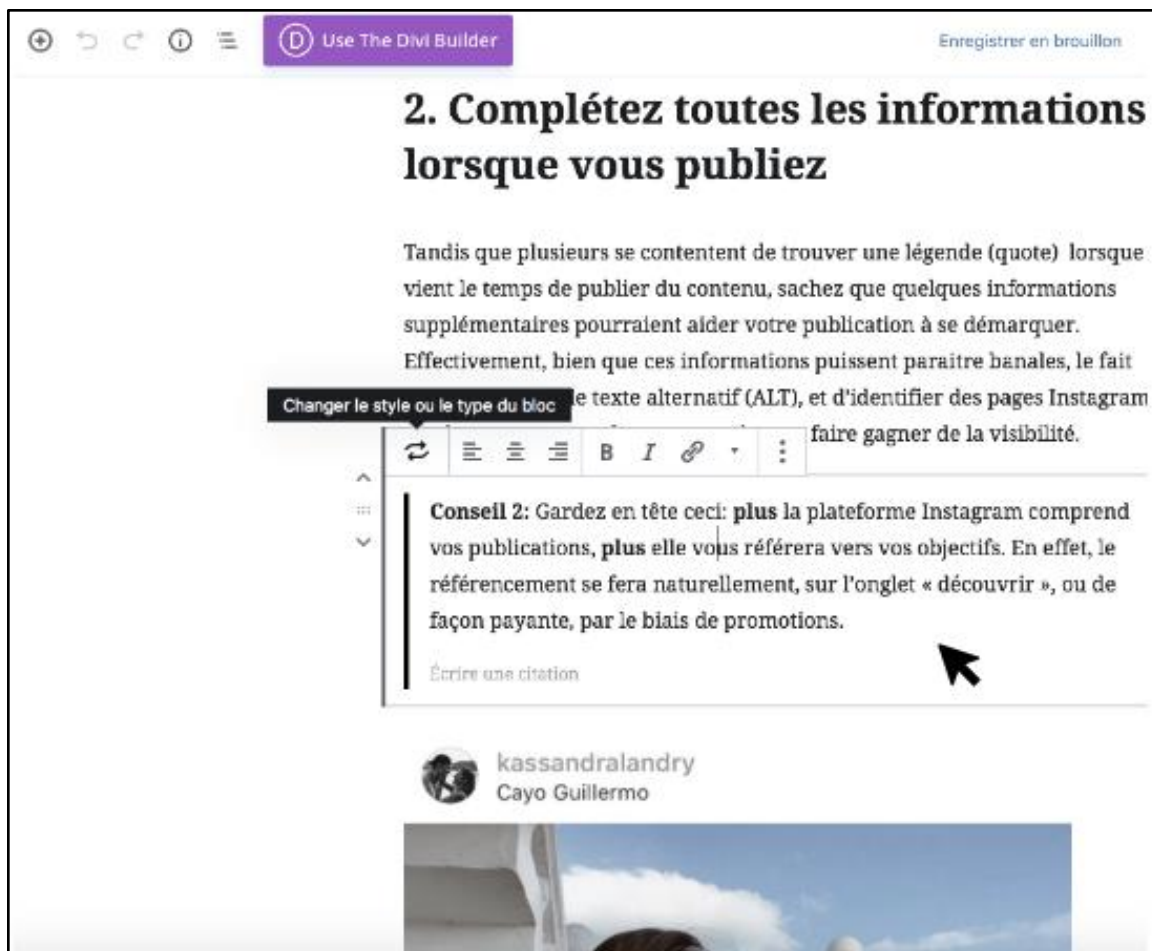 D Use The Divi Builder
Enregistrer en brouillon
2. Complétez toutes les informations
lorsque vous publiez
Tandis que plusieurs se contentent de trouver une légende (quote) lorsque
vient le temps de publier du contenu, sachez que quelques informations
supplémentaires pourraient aider votre publication à se démarquer.
Effectivement, bien que ces informations puissent paraitre banales, le fait
Changer le style ou le type du bloc
le texte alternatif (ALT), et d'identifier des pages Instagram
faire gagner de la visibilité.
B I
Conseil 2: Gardez en tête ceci: plus la plateforme Instagram comprend
vos publications, plus elle vous référera vers vos objectifs. En effet, le
référencement se fera naturellement, sur l'onglet « découvrir », ou de
façon payante, par le biais de promotions.
Écrire une citation
kassandralandry
Cayo Guillermo